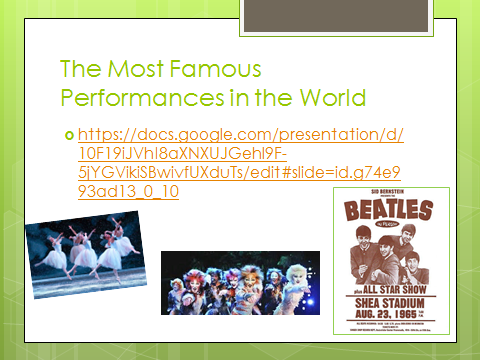 The Most Famous
Performances in the World
https://docs.google.com/presentation/d/
10F19iJVhI8aXNXUJGehl9F-
5jYGVikiSBwivfUXduTs/edit#slide=id.g74e9
93ad13_0_10
SID BERNSTEIN
BEATLES
plus ALL STAR SHOW
SHEA STADIUM
AUG. 23, 1965